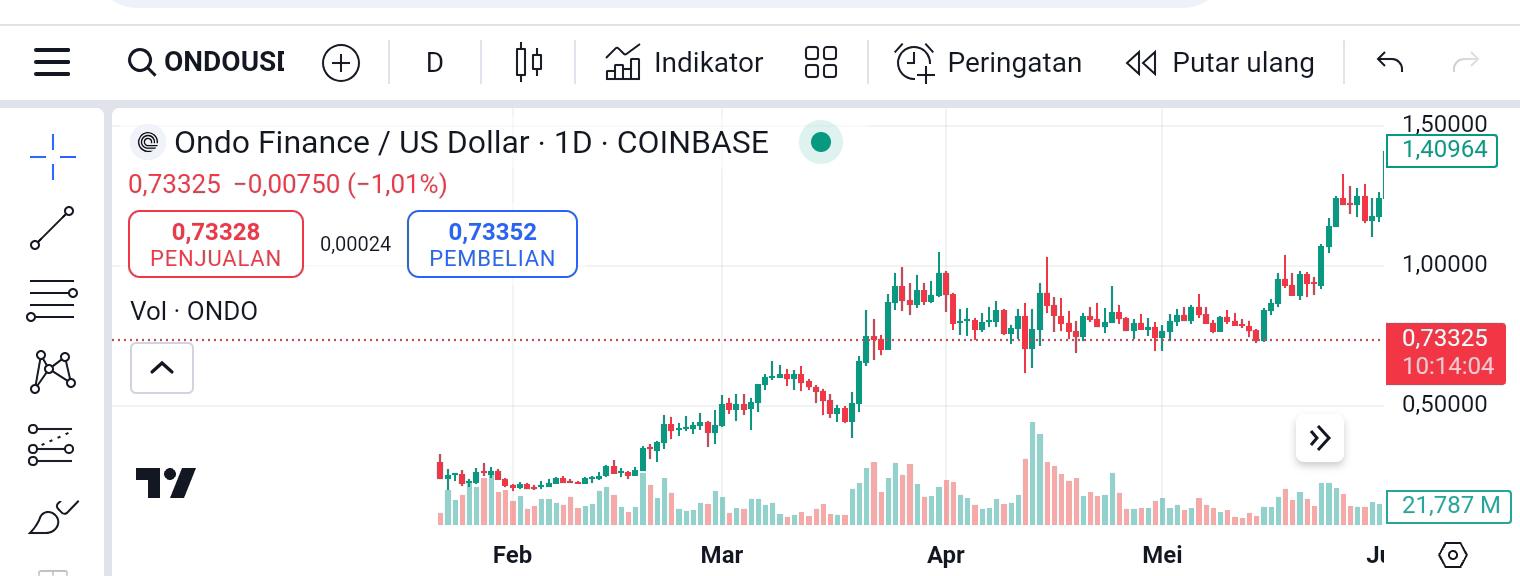 ONDOUSD
D
Indikator
Peringatan
Putar ulang
Ondo Finance / US Dollar · 1D · COINBASE
0,73325 −0,00750 (−1,01%)
0,73328
PENJUALAN
0,00024
0,73352
PEMBELIAN
Vol · ONDO
1,50000
1,40964
1,00000
0,73325
10:14:04
0,50000
21,787 M
Feb
Mar
Apr
Mei